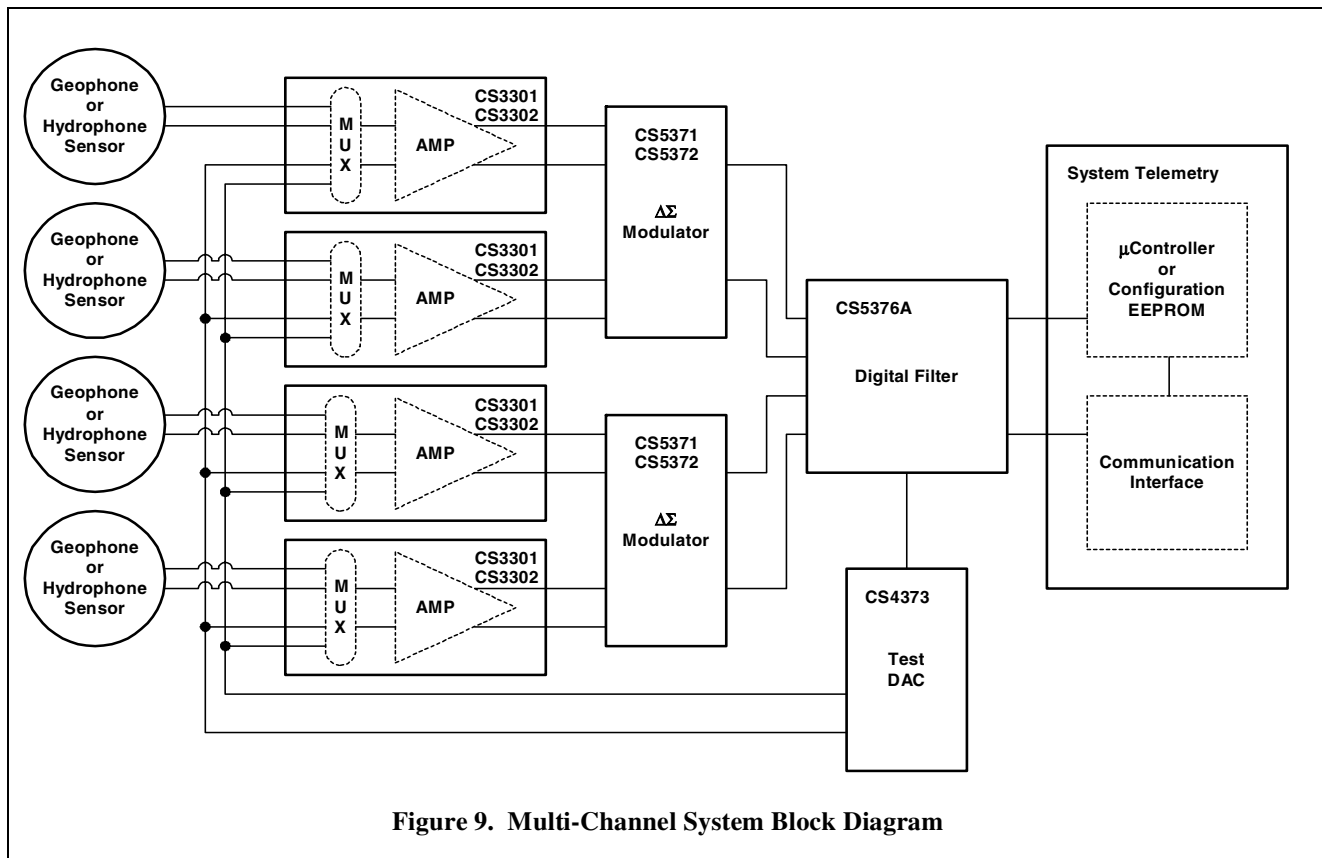 Geophone
or
Hydrophone
Sensor
M
U
X
AMP
CS3301
CS3302
Geophone
or
Hydrophone
Sensor
M
U
X
AMP
CS3301
CS3302
CS5371
CS5372
ΔΣ
Modulator
Geophone
or
Hydrophone
Sensor
M
U
X
AMP
CS3301
CS3302
Geophone
or
Hydrophone
Sensor
M
U
X
AMP
CS3301
CS3302
CS5371
CS5372
ΔΣ
Modulator
CS5376A
Digital Filter
CS4373
Test
DAC
System Telemetry
μController
or
Configuration
EEPROM
Communication
Interface
Figure 9. Multi-Channel System Block Diagram